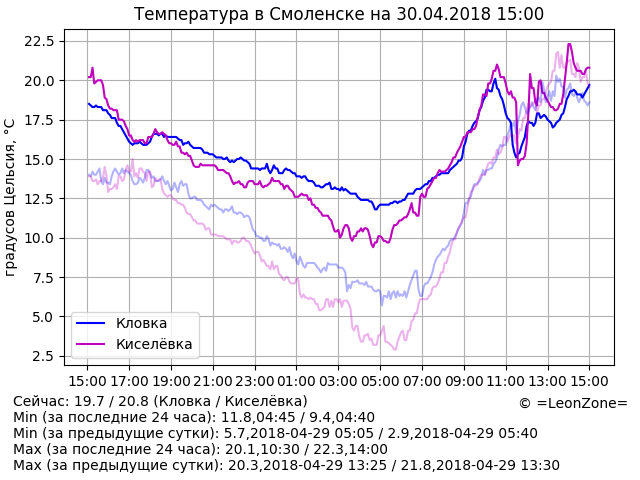 Температура в Смоленске на 30.04.2018 15:00
градусов Цельсия, °C
22.5
20.0
17.5
15.0
12.5
10.0
7.5
5.0
2.5
Кловка
Киселёвка
15:00 17:00 19:00 21:00 23:00 01:00 03:00 05:00 07:00 09:00 11:00 13:00 15:00
Сейчас: 19.7 / 20.8 (Кловка / Киселёвка)
© =LeonZone=
Min (за последние 24 часа): 11.8,04:45 / 9.4,04:40
Min (за предыдущие сутки): 5.7,2018-04-29 05:05 / 2.9,2018-04-29 05:40
Max (за последние 24 часа): 20.1,10:30 / 22.3,14:00
Max (за предыдущие сутки): 20.3,2018-04-29 13:25 / 21.8,2018-04-29 13:30